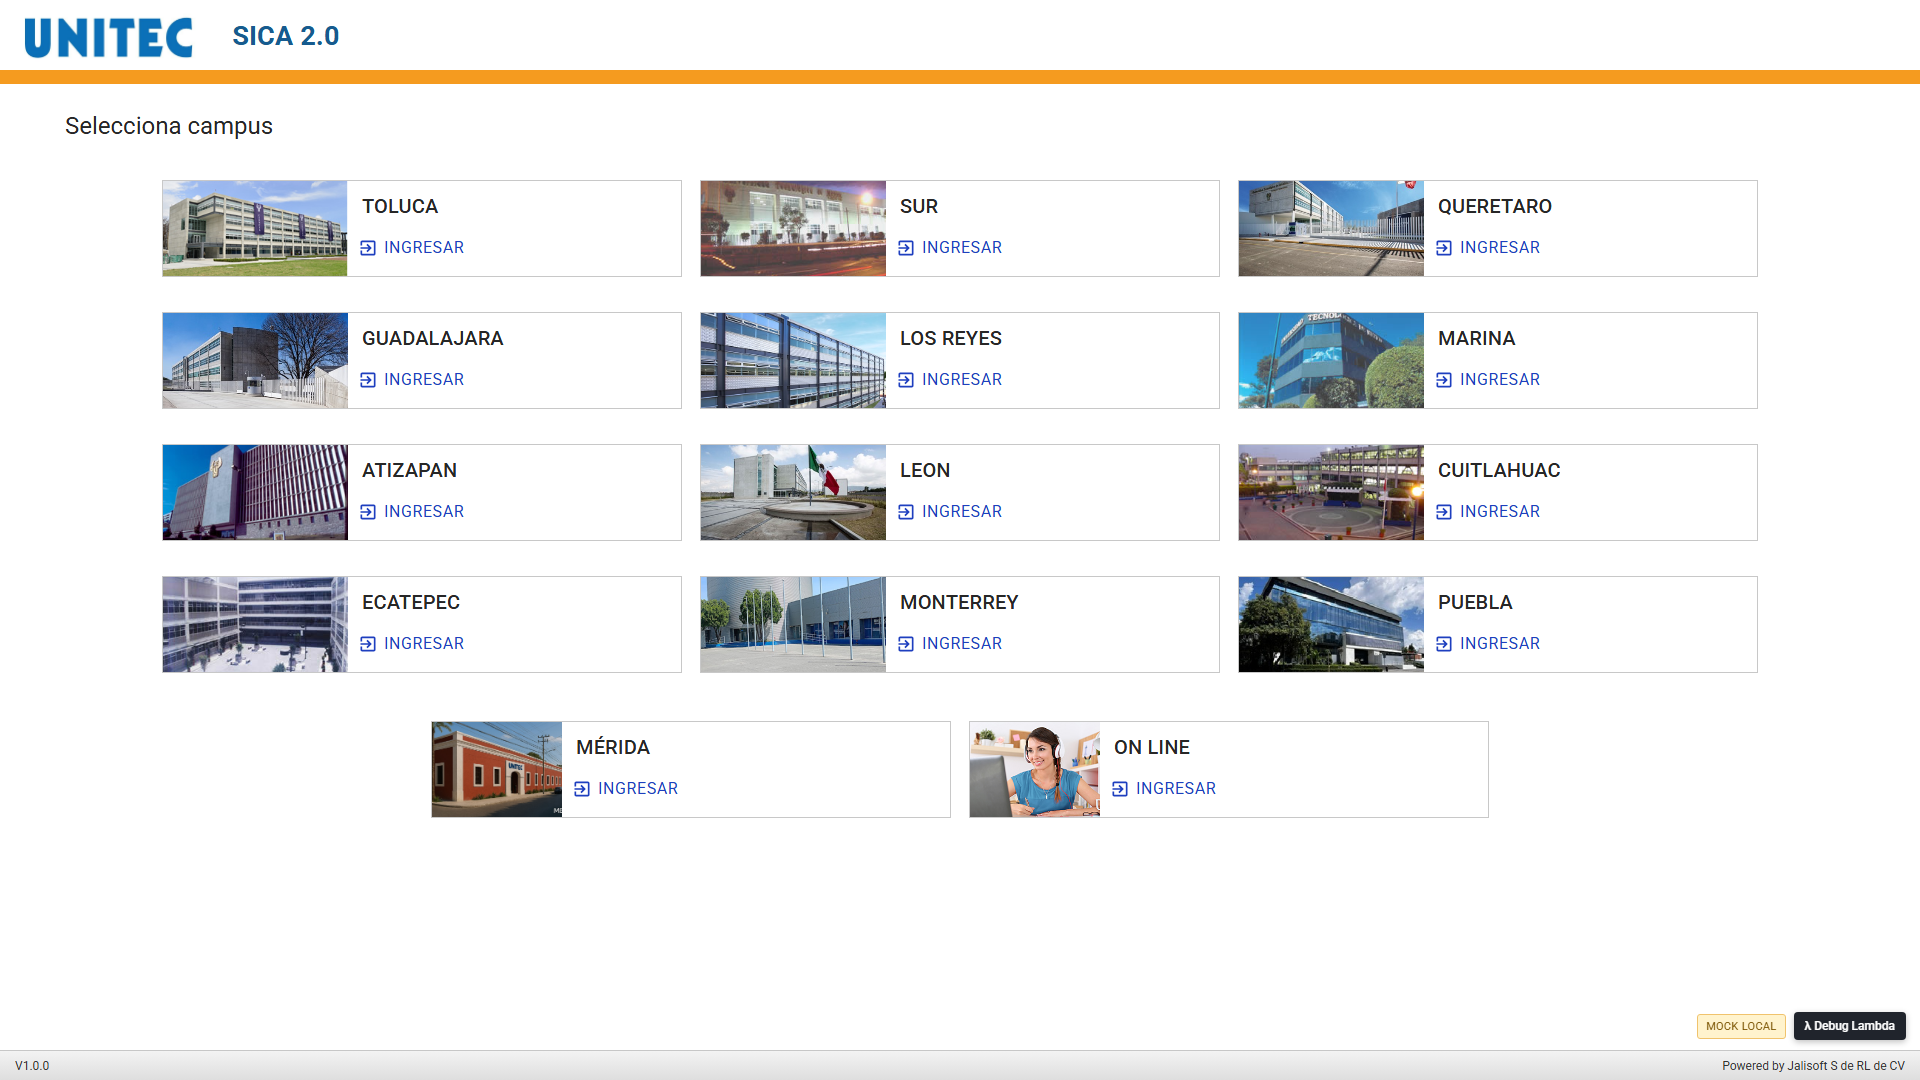 UNITEC SICA 2.0
Selecciona campus
TOLUCA
INGRESAR
SUR
INGRESAR
QUERETARO
INGRESAR
GUADALAJARA
INGRESAR
LOS REYES
INGRESAR
MARINA
INGRESAR
ATIZAPAN
INGRESAR
LEON
INGRESAR
CUITLAHUAC
INGRESAR
ECATEPEC
INGRESAR
MONTERREY
INGRESAR
PUEBLA
INGRESAR
UNITEC
MÉRIDA
INGRESAR
ON LINE
INGRESAR
MOCK LOCAL
λ Debug Lambda
V1.0.0
Powered by Jalisoft S de RL de CV